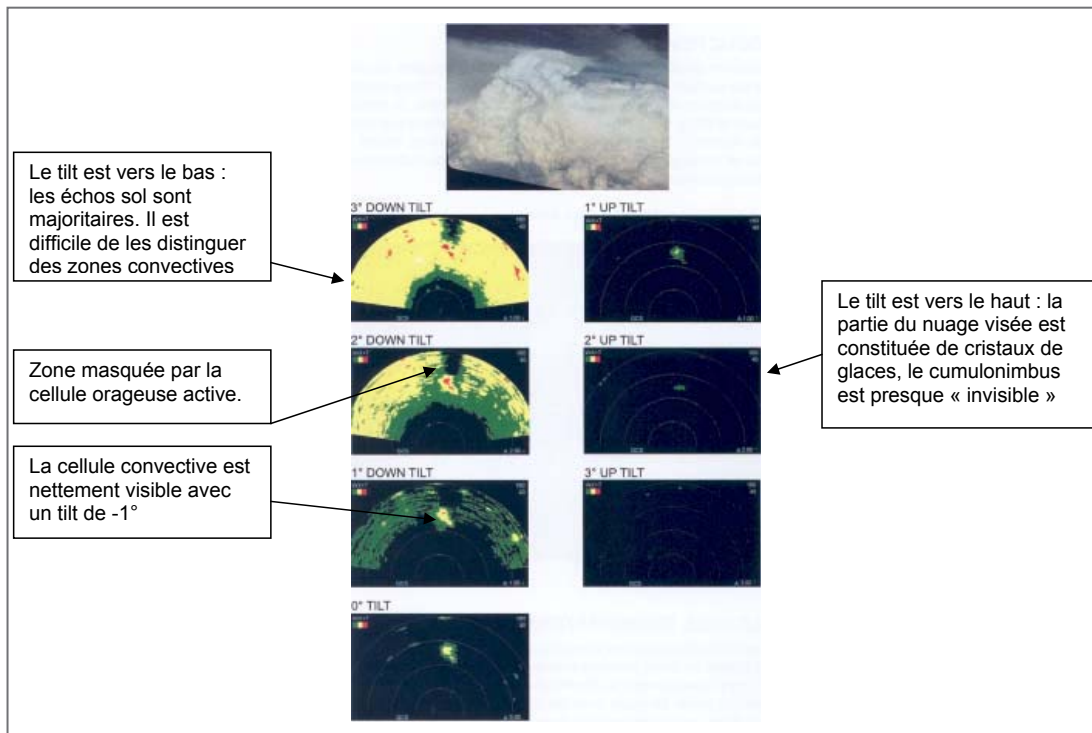 Le tilt est vers le bas :
les échos sol sont
majoritaires. Il est
difficile de les distinguer
des zones convectives
Zone masquée par la
cellule orageuse active.
La cellule convective est
nettement visible avec
un tilt de -1°
3° DOWN TILT
2° DOWN TILT
1° DOWN TILT
0° TILT
1° UP TILT
2° UP TILT
3° UP TILT
Le tilt est vers le haut : la
partie du nuage visée est
constituée de cristaux de
glaces, le cumulonimbus
est presque « invisible »